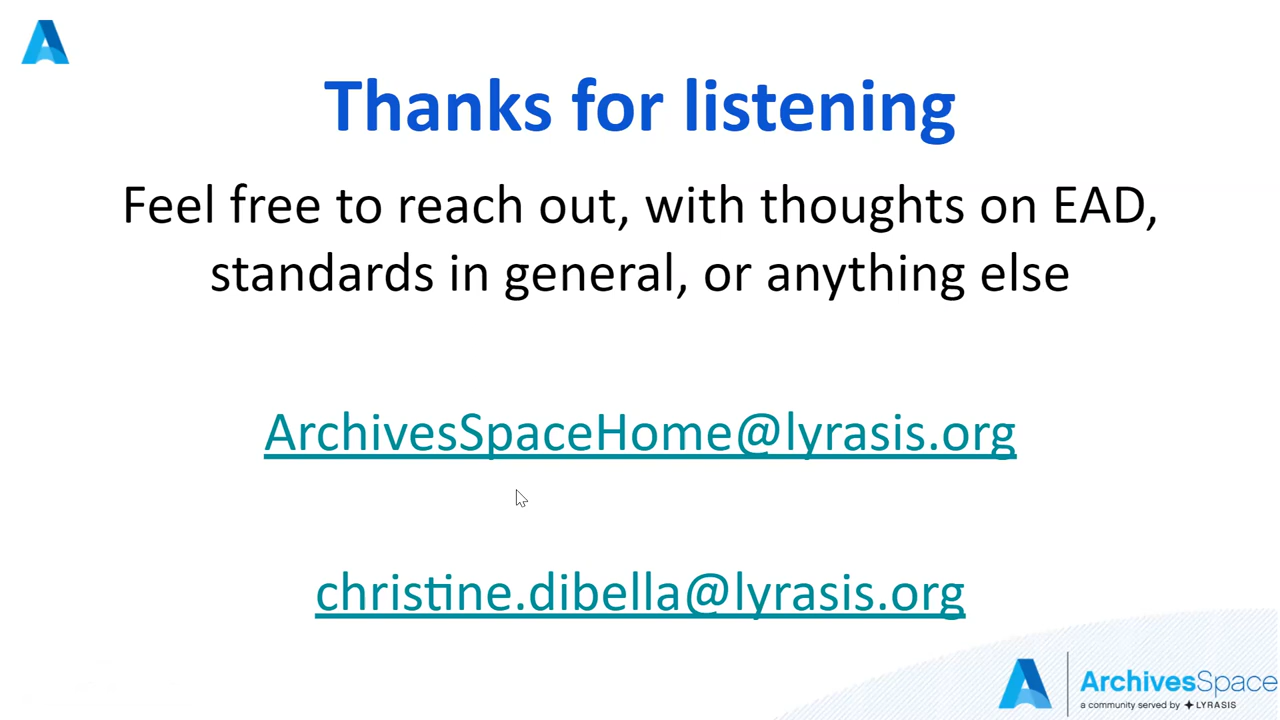 Thanks for listening
Feel free to reach out, with thoughts on EAD,
standards in general, or anything else
ArchivesSpaceHome@lyrasis.org
christine.dibella@lyrasis.org
ArchivesSpace
a community served by LYRASIS